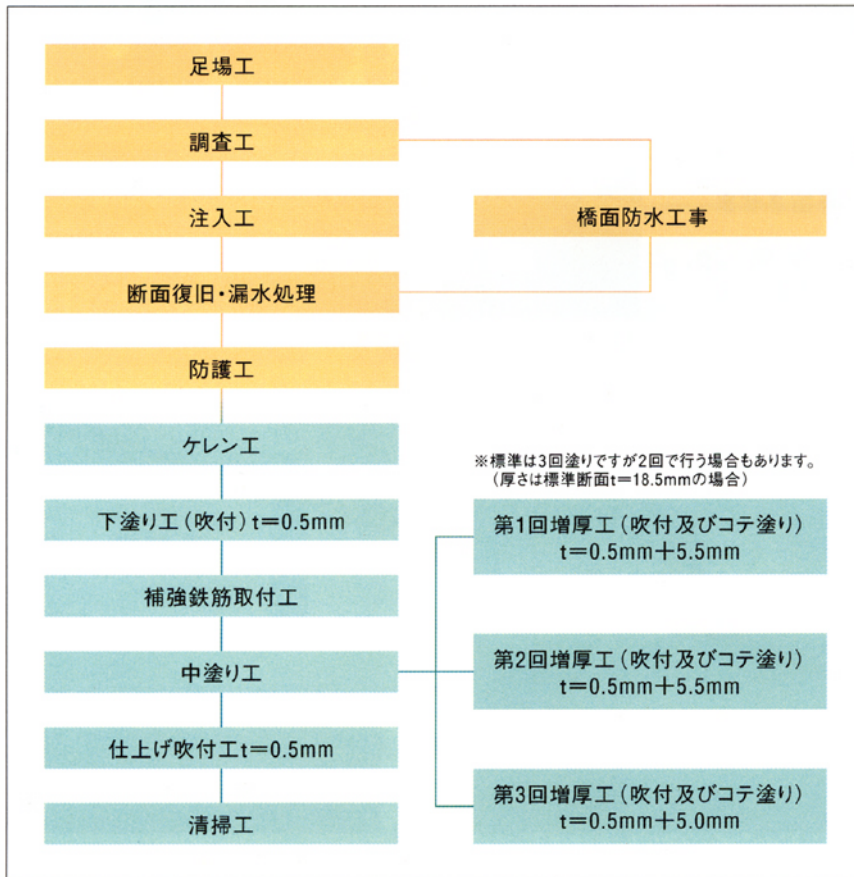 足場工
調査工
注入工
橋面防水工事
断面復旧・漏水処理
防護工
ケレン工
※標準は3回塗りですが2回で行う場合もあります。
(厚さは標準断面t=18.5mmの場合)
下塗り工(吹付)t=0.5mm
補強鉄筋取付工
中塗り工
仕上げ吹付工t=0.5mm
清掃工
第1回増厚工(吹付及びコテ塗り)
t=0.5mm+5.5mm
第2回増厚工(吹付及びコテ塗り)
t=0.5mm+5.5mm
第3回増厚工(吹付及びコテ塗り)
t=0.5mm+5.0mm